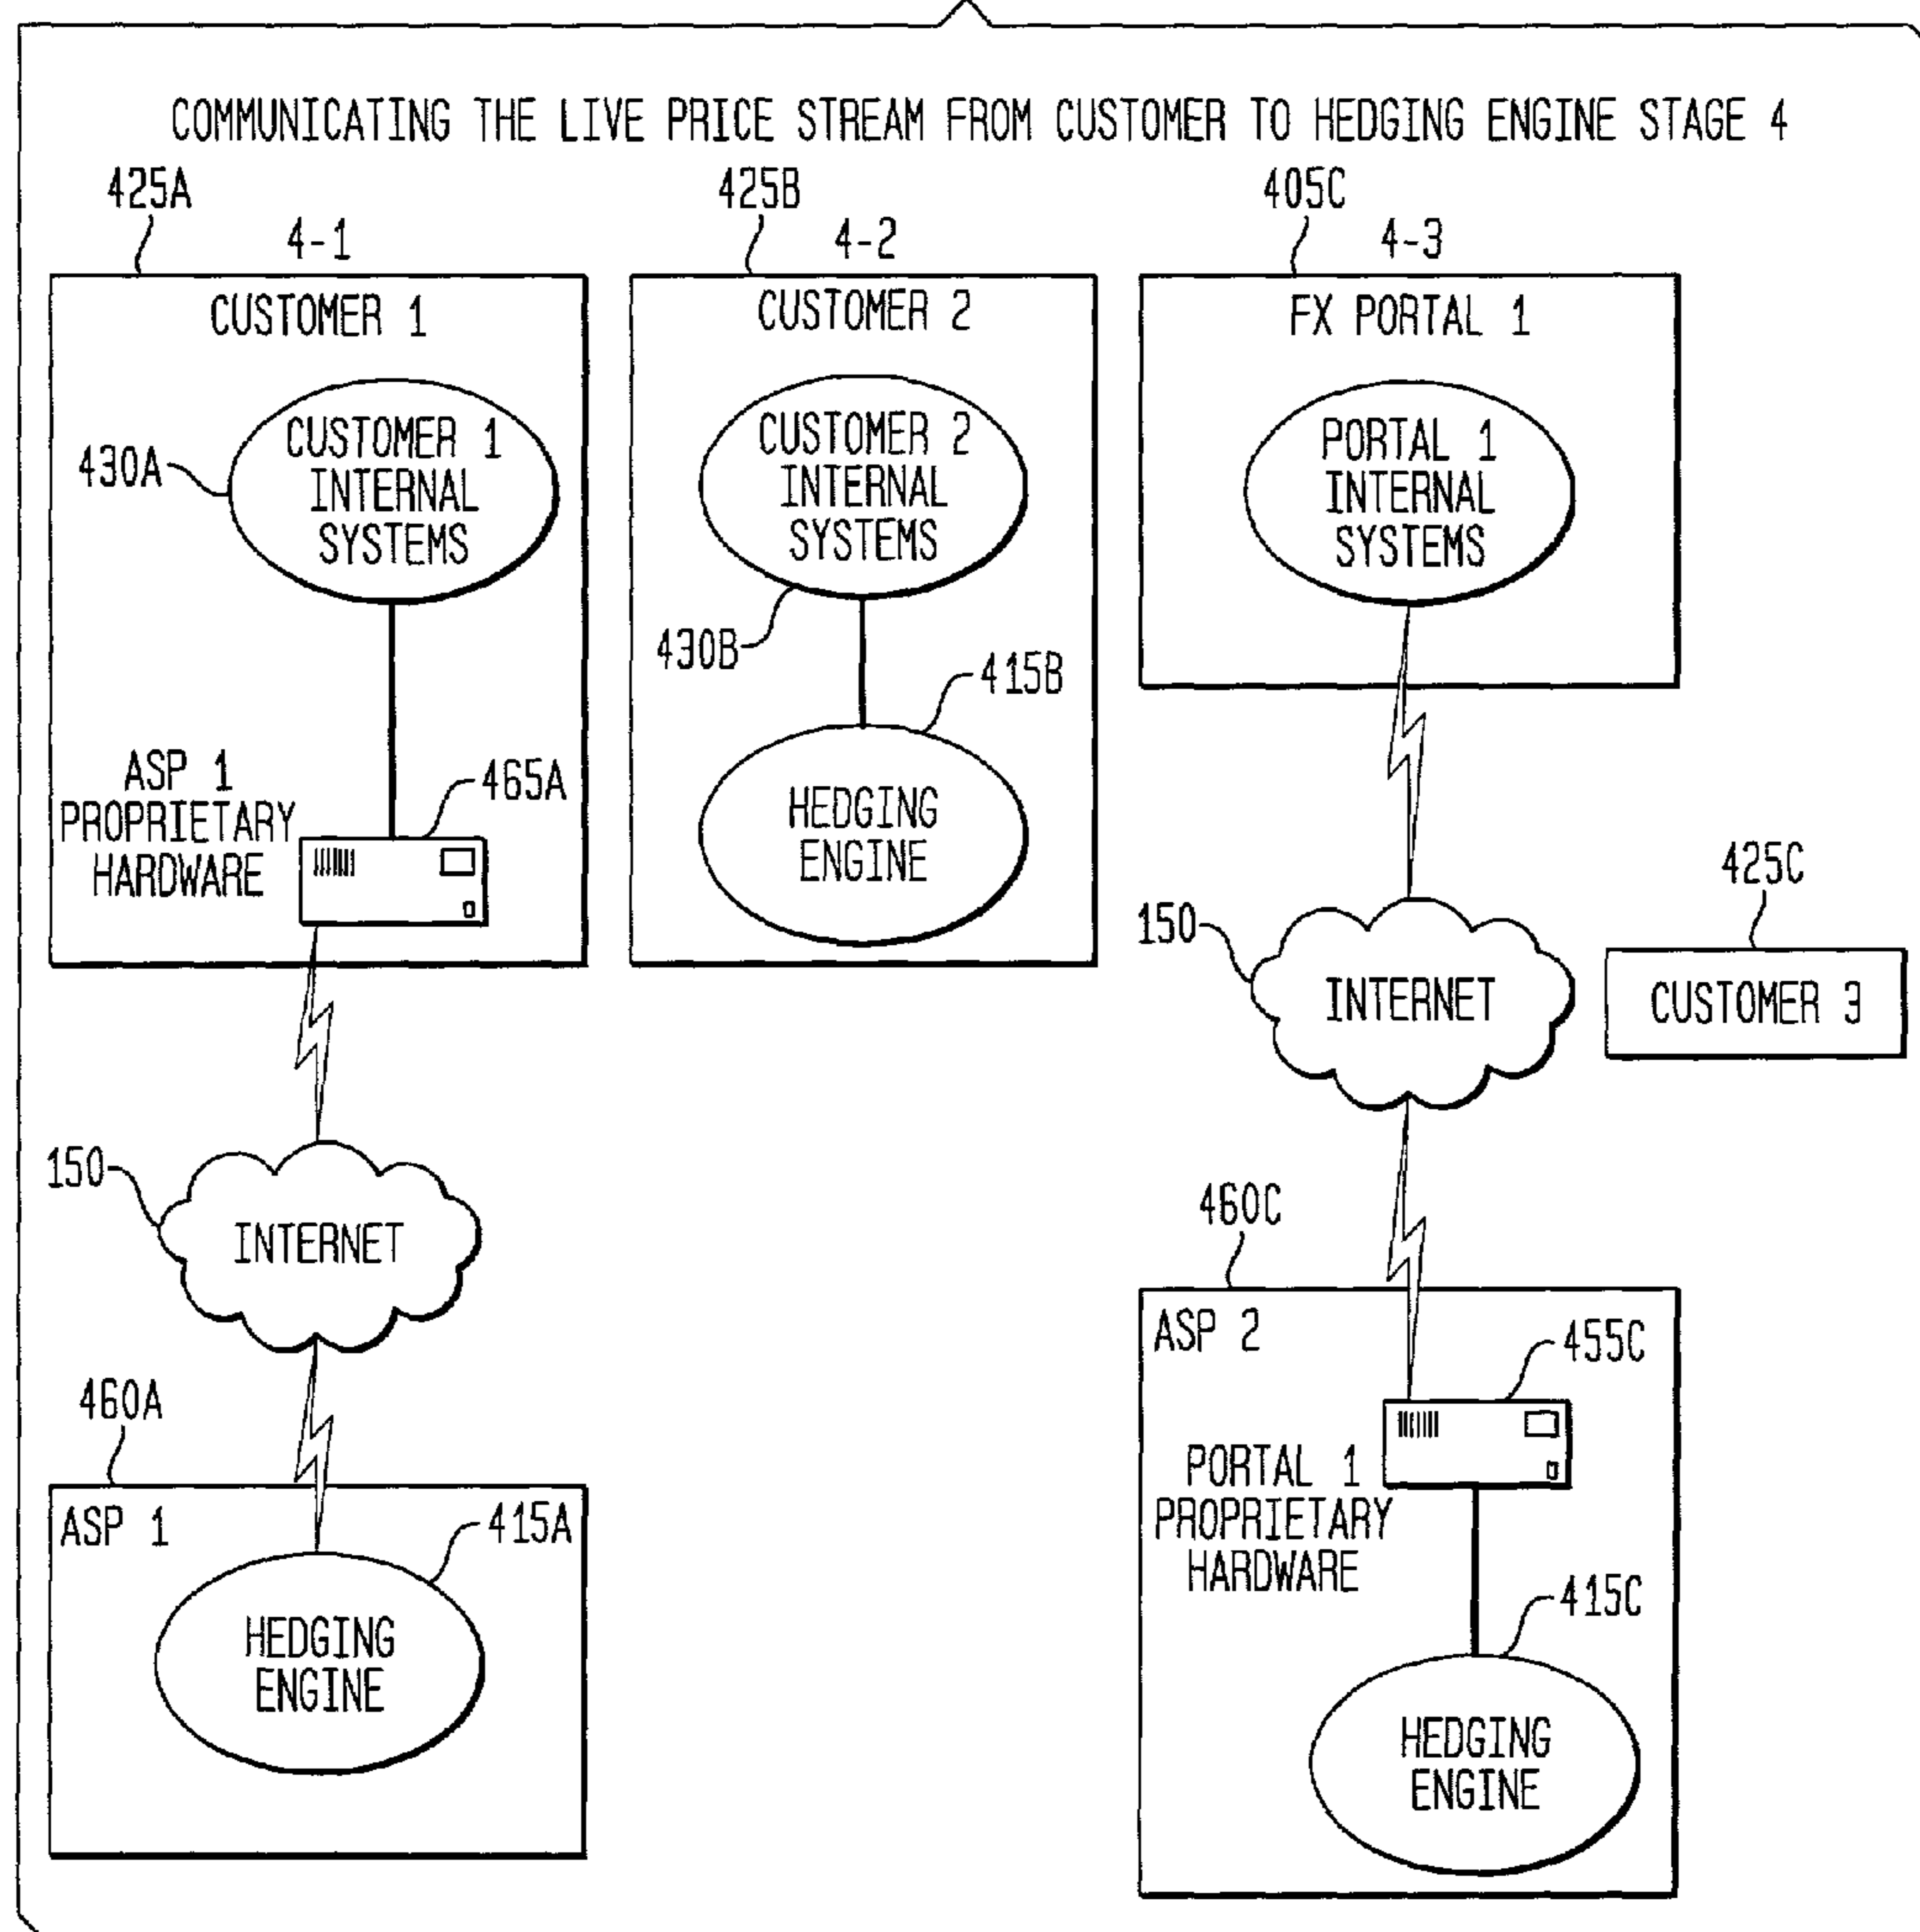 COMMUNICATING THE LIVE PRICE STREAM FROM CUSTOMER TO HEDGING ENGINE STAGE 4
425A
4-1
CUSTOMER 1
CUSTOMER 1
INTERNAL
SYSTEMS
430A
ASP 1
PROPRIETARY
HARDWARE
465A
150
INTERNET
460A
ASP 1
415A
HEDGING
ENGINE
425B
4-2
CUSTOMER 2
CUSTOMER 2
INTERNAL
SYSTEMS
430B
415B
HEDGING
ENGINE
405C
4-3
FX PORTAL 1
PORTAL 1
INTERNAL
SYSTEMS
150
INTERNET
425C
CUSTOMER 3
460C
ASP 2
455C
PORTAL 1
PROPRIETARY
HARDWARE
415C
HEDGING
ENGINE